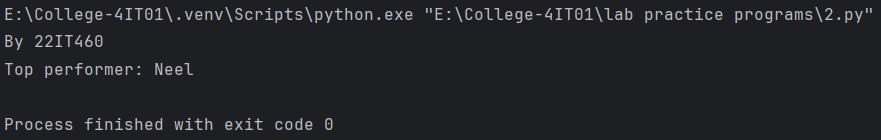 E:\College-4IT01\.venv\Scripts\python.exe "E:\College-4IT01\lab practice programs\2.py"
By 22IT460
Top performer: Neel
Process finished with exit code 0